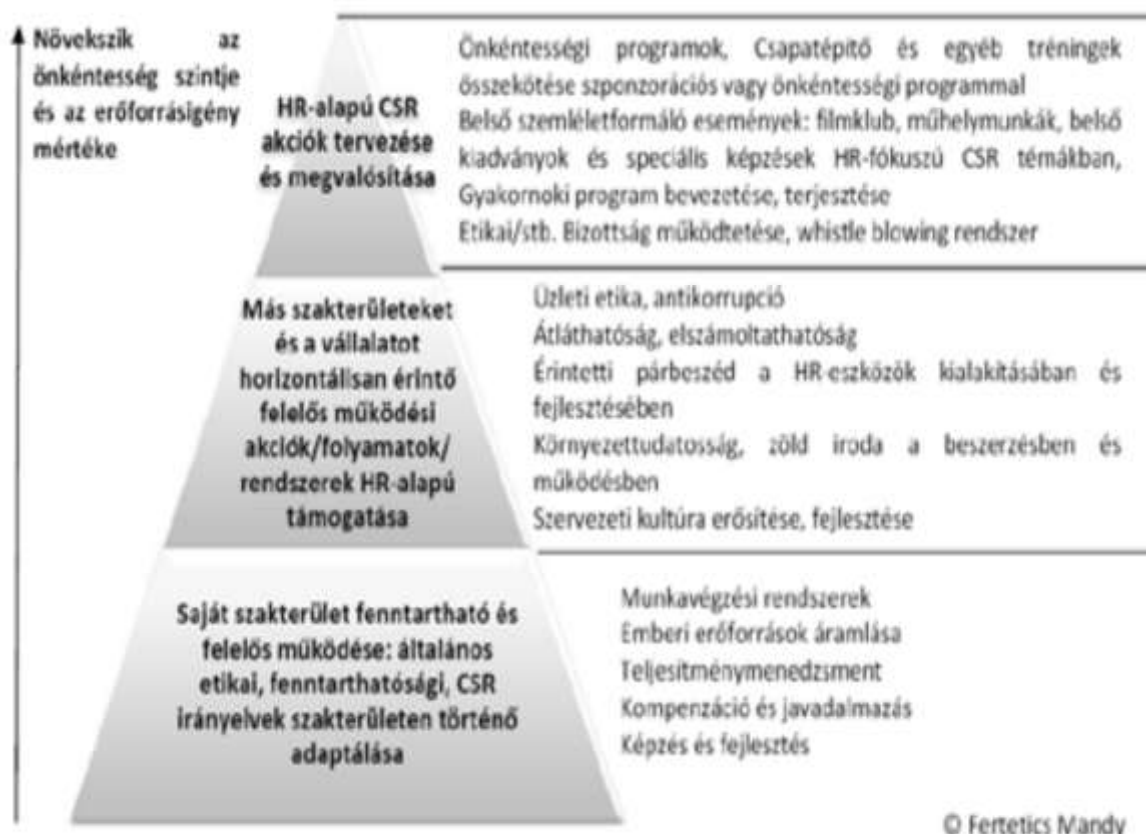 Növekszik az
önkéntesség szintje
és az erőforrásigény
mértéke
HR-alapú CSR
akciók tervezése
és megvalósítása
Önkéntességi programok, Csapatépítő és egyéb tréningek
összekötése szponzorációs vagy önkéntességi programmal
Belső szemléletformáló események: filmklub, műhelymunkák, belső
kiadványok és speciális képzések HR-fókuszú CSR témákban,
Gyakornoki program bevezetése, terjesztése
Etikai/stb. Bizottság működtetése, whistle blowing rendszer
Más szakterületeket
és a vállalatot
horizontálisan érintő
felelős működési
akciók/folyamatok/
rendszerek HR-alapú
támogatása
Üzleti etika, antikorrupció
Átláthatóság, elszámoltathatóság
Érintetti párbeszéd a HR-eszközök kialakításában és
fejlesztésében
Környezettudatosság, zöld iroda a beszerzésben és
működésben
Szervezeti kultúra erősítése, fejlesztése
Saját szakterület fenntartható és
felelős működése: általános
etikai, fenntarthatósági, CSR
irányelvek szakterületen történő
adaptálása
Munkavégzési rendszerek
Emberi erőforrások áramlása
Teljesítménymenedzsment
Kompenzáció és javadalmazás
Képzés és fejlesztés
© Fertetics Mandy